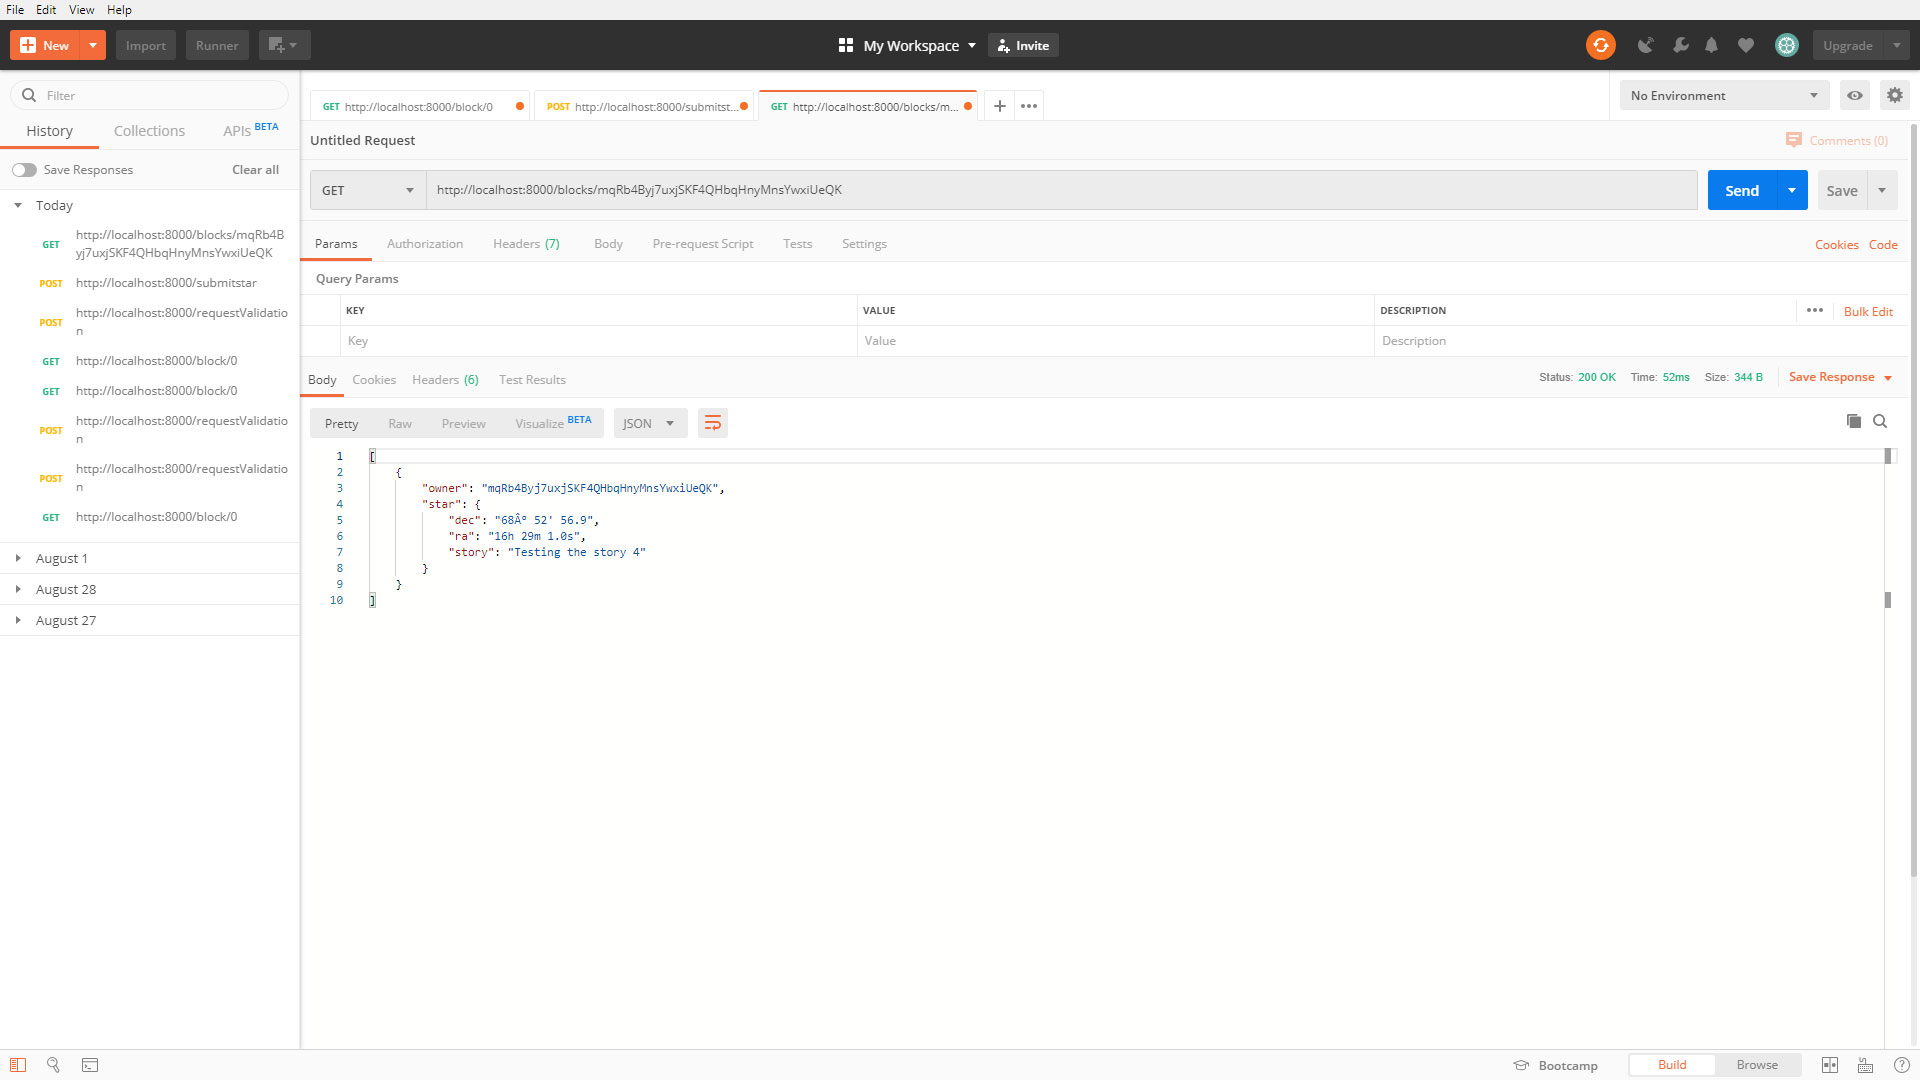 File Edit View Help
New Import Runner My Workspace Invite Upgrade
Filter
History Collections APIs BETA
Save Responses Clear all
Today
GET http://localhost:8000/blocks/mqRb4B
yj7uxjSKF4QHbqHnyMnsYwxiUeQK
POST http://localhost:8000/submitstar
POST http://localhost:8000/requestValidatio
n
GET http://localhost:8000/block/0
GET http://localhost:8000/block/0
POST http://localhost:8000/requestValidatio
n
POST http://localhost:8000/requestValidatio
n
GET http://localhost:8000/block/0
August 1
August 28
August 27
GET http://localhost:8000/block/0 POST http://localhost:8000/submitst... GET http://localhost:8000/blocks/m... + ••• No Environment
Untitled Request Comments (0)
GET http://localhost:8000/blocks/mqRb4Byj7uxjSKF4QHbqHnyMnsYwxiUeQK Send Save
Params Authorization Headers (7) Body Pre-request Script Tests Settings Cookies Code
Query Params
KEY VALUE DESCRIPTION ••• Bulk Edit
Key Value Description
Body Cookies Headers (6) Test Results Status: 200 OK Time: 52ms Size: 344 B Save Response
Pretty Raw Preview Visualize BETA JSON
1 [
2 {
3 "owner": "mqRb4Byj7uxjSKF4QHbqHnyMnsYwxiUeQK",
4 "star": {
5 "dec": "68Â° 52' 56.9",
6 "ra": "16h 29m 1.0s",
7 "story": "Testing the story 4"
8 }
9 }
10 ]
Bootcamp Build Browse